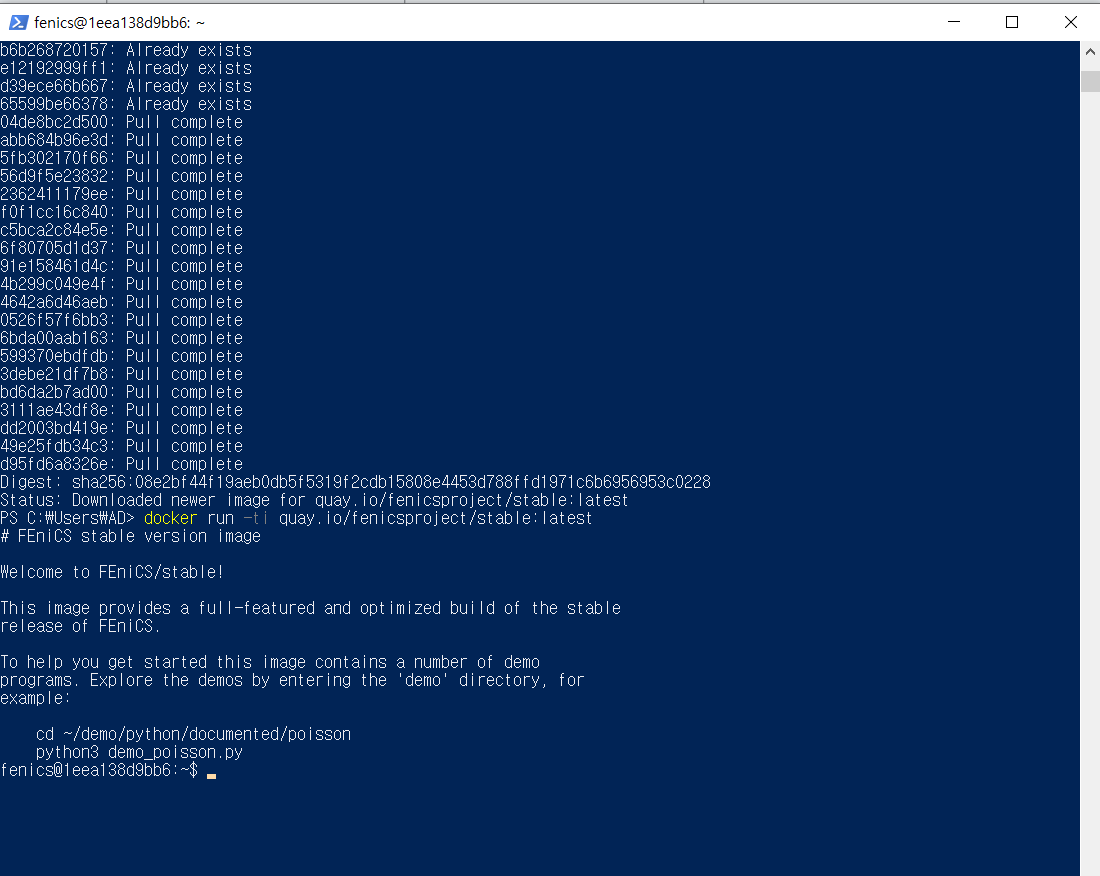 fenics@1eea138d9bb6: ~
b6b268720157: Already exists
e12192999ff1: Already exists
d39ece66b667: Already exists
65599be66378: Already exists
04de8bc2d500: Pull complete
abb684b96e3d: Pull complete
5fb302170f66: Pull complete
56d9f5e23832: Pull complete
2362411179ee: Pull complete
f0f1cc16c840: Pull complete
c5bca2c84e5e: Pull complete
6f80705d1d37: Pull complete
91e158461d4c: Pull complete
4b299c049e4f: Pull complete
4642a6d46aeb: Pull complete
0526f57f6bb3: Pull complete
6bda00aab163: Pull complete
599370ebdfdb: Pull complete
3debe21df7b8: Pull complete
bd6da2b7ad00: Pull complete
3111ae43df8e: Pull complete
dd2003bd419e: Pull complete
49e25fdb34c3: Pull complete
d95fd6a8326e: Pull complete
Digest: sha256:08e2bf44f19aeb0db5f5319f2cdb15808e4453d788ffd1971c6b6956953c0228
Status: Downloaded newer image for quay.io/fenicsproject/stable:latest
PS C:₩Users₩AD> docker run -ti quay.io/fenicsproject/stable:latest
# FEniCS stable version image
Welcome to FEniCS/stable!
This image provides a full-featured and optimized build of the stable
release of FEniCS.
To help you get started this image contains a number of demo
programs. Explore the demos by entering the 'demo' directory, for
example:
cd ~/demo/python/documented/poisson
python3 demo_poisson.py
fenics@1eea138d9bb6:~$